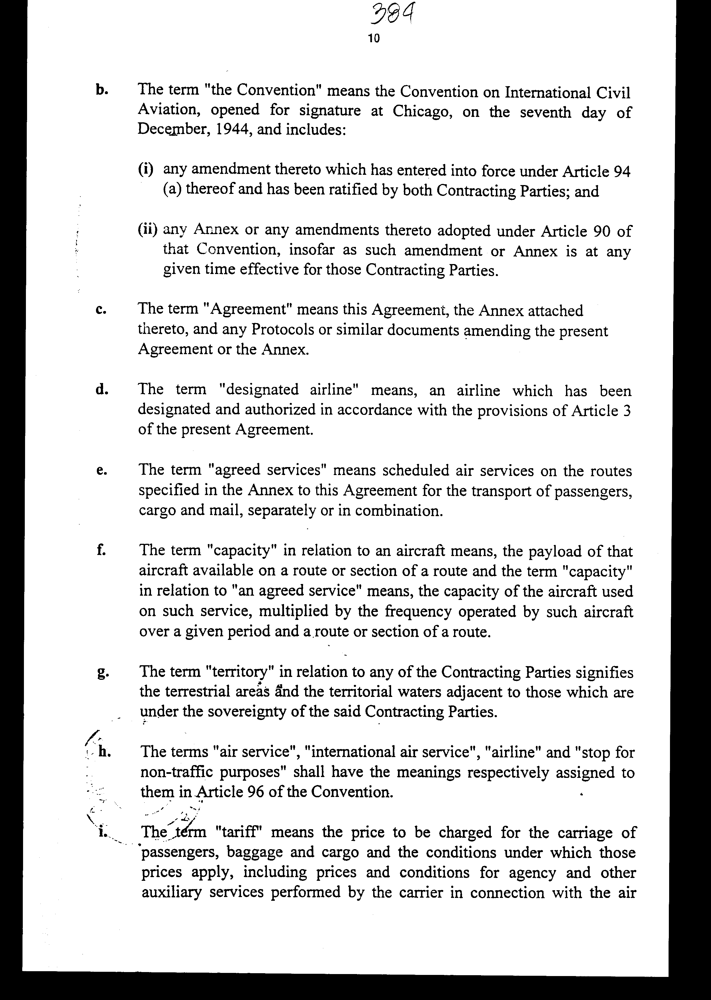 384
10
b. The term "the Convention" means the Convention on International Civil
Aviation, opened for signature at Chicago, on the seventh day of
December, 1944, and includes:
(i) any amendment thereto which has entered into force under Article 94
(a) thereof and has been ratified by both Contracting Parties; and
(ii) any Annex or any amendments thereto adopted under Article 90 of
that Convention, insofar as such amendment or Annex is at any
given time effective for those Contracting Parties.
c. The term "Agreement" means this Agreement, the Annex attached
thereto, and any Protocols or similar documents amending the present
Agreement or the Annex.
d. The term "designated airline" means, an airline which has been
designated and authorized in accordance with the provisions of Article 3
of the present Agreement.
e. The term "agreed services" means scheduled air services on the routes
specified in the Annex to this Agreement for the transport of passengers,
cargo and mail, separately or in combination.
f. The term "capacity" in relation to an aircraft means, the payload of that
aircraft available on a route or section of a route and the term "capacity"
in relation to "an agreed service" means, the capacity of the aircraft used
on such service, multiplied by the frequency operated by such aircraft
over a given period and a route or section of a route.
g. The term "territory" in relation to any of the Contracting Parties signifies
the terrestrial areas and the territorial waters adjacent to those which are
under the sovereignty of the said Contracting Parties.
h. The terms "air service", "international air service", "airline" and "stop for
non-traffic purposes" shall have the meanings respectively assigned to
them in Article 96 of the Convention.
i. The term "tariff" means the price to be charged for the carriage of
passengers, baggage and cargo and the conditions under which those
prices apply, including prices and conditions for agency and other
auxiliary services performed by the carrier in connection with the air